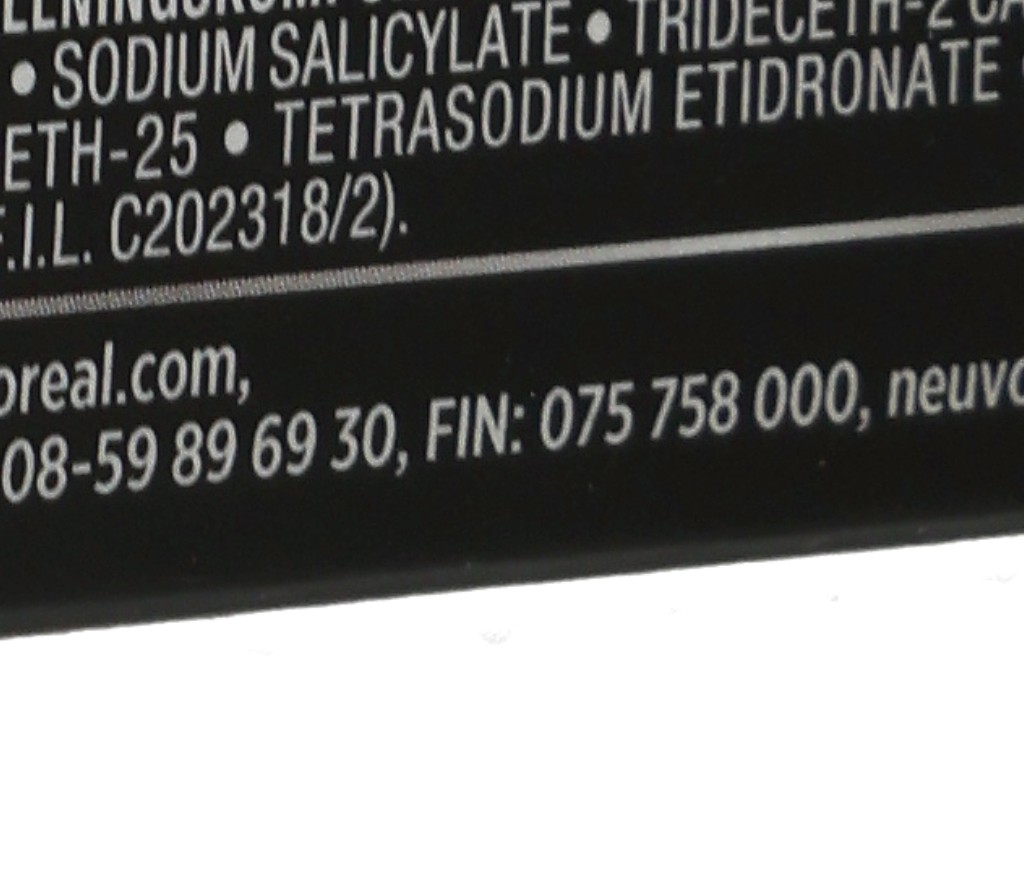 • SODIUM SALICYLATE • TRIDECETH-2
ETH-25 • TETRASODIUM ETIDRONATE
F.I.L. C202318/2).
oreal.com,
08-59 89 69 30, FIN: 075 758 000, neuvo